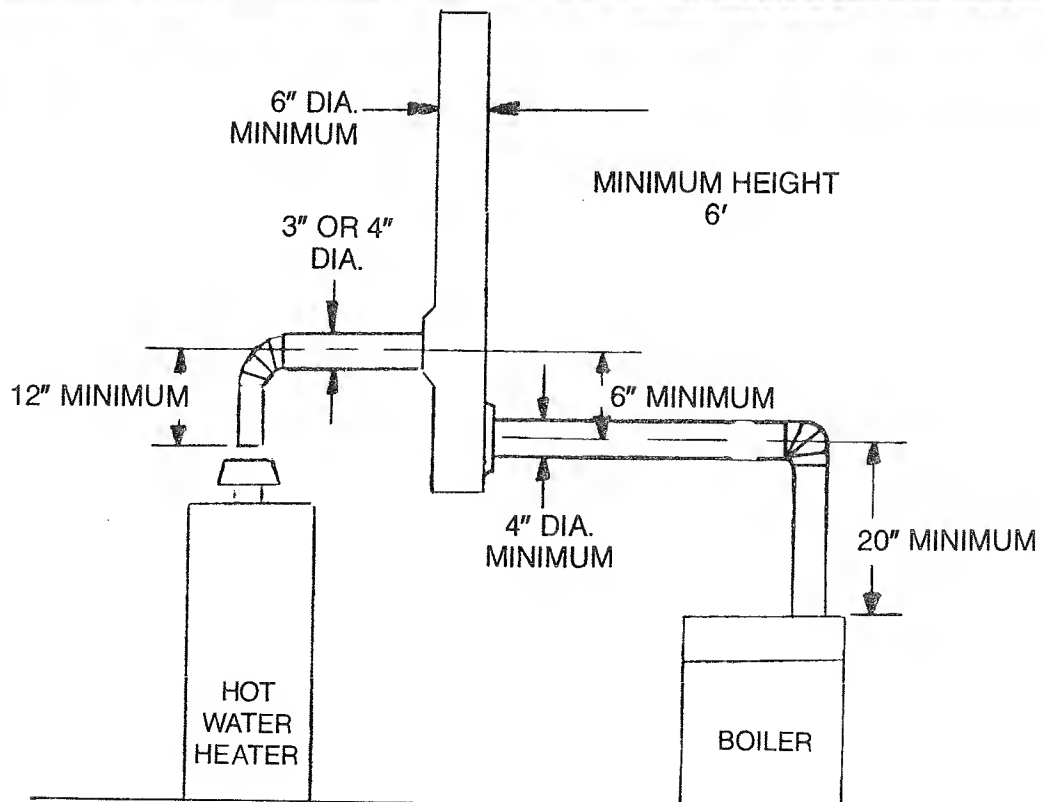 6" DIA.
MINIMUM
MINIMUM HEIGHT
6'
3" OR 4"
DIA.
12" MINIMUM
6" MINIMUM
4" DIA.
MINIMUM
20" MINIMUM
HOT
WATER
HEATER
BOILER